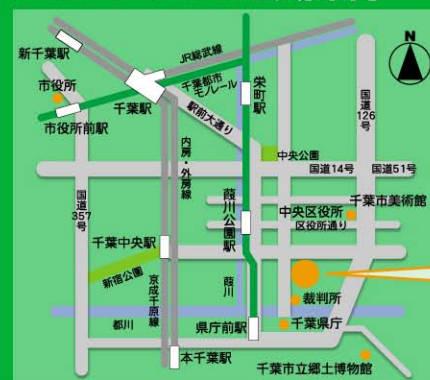 N
新千葉駅
JR総武線
市役所
千葉都市
モノレール
栄町駅
千葉駅
国道
126
号
市役所前駅
駅前大通り
内房・外房線
中央公園
国道14号
国道51号
千葉市美術館
国道
357
号
葭川公園駅
中央区役所
区役所通り
千葉中央駅
新宿公園
京成千原線
葭川
裁判所
都川
県庁前駅
千葉県庁
本千葉駅
千葉市立郷土博物館